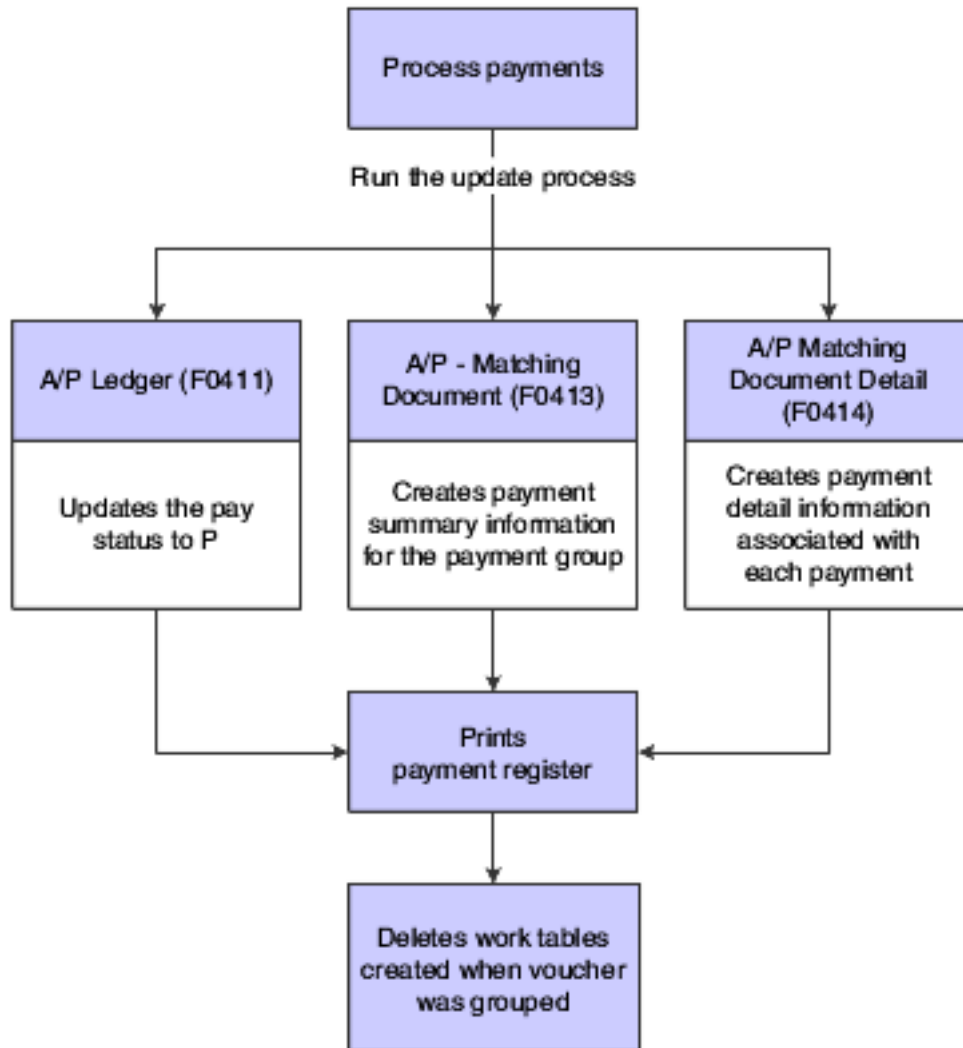 Process payments
Run the update process
A/P Ledger (F0411)
Updates the pay
status to P
A/P - Matching
Document (F0413)
Creates payment
summary information
for the payment group
A/P Matching
Document Detail
(F0414)
Creates payment
detail information
associated with
each payment
Prints
payment register
Deletes work tables
created when voucher
was grouped